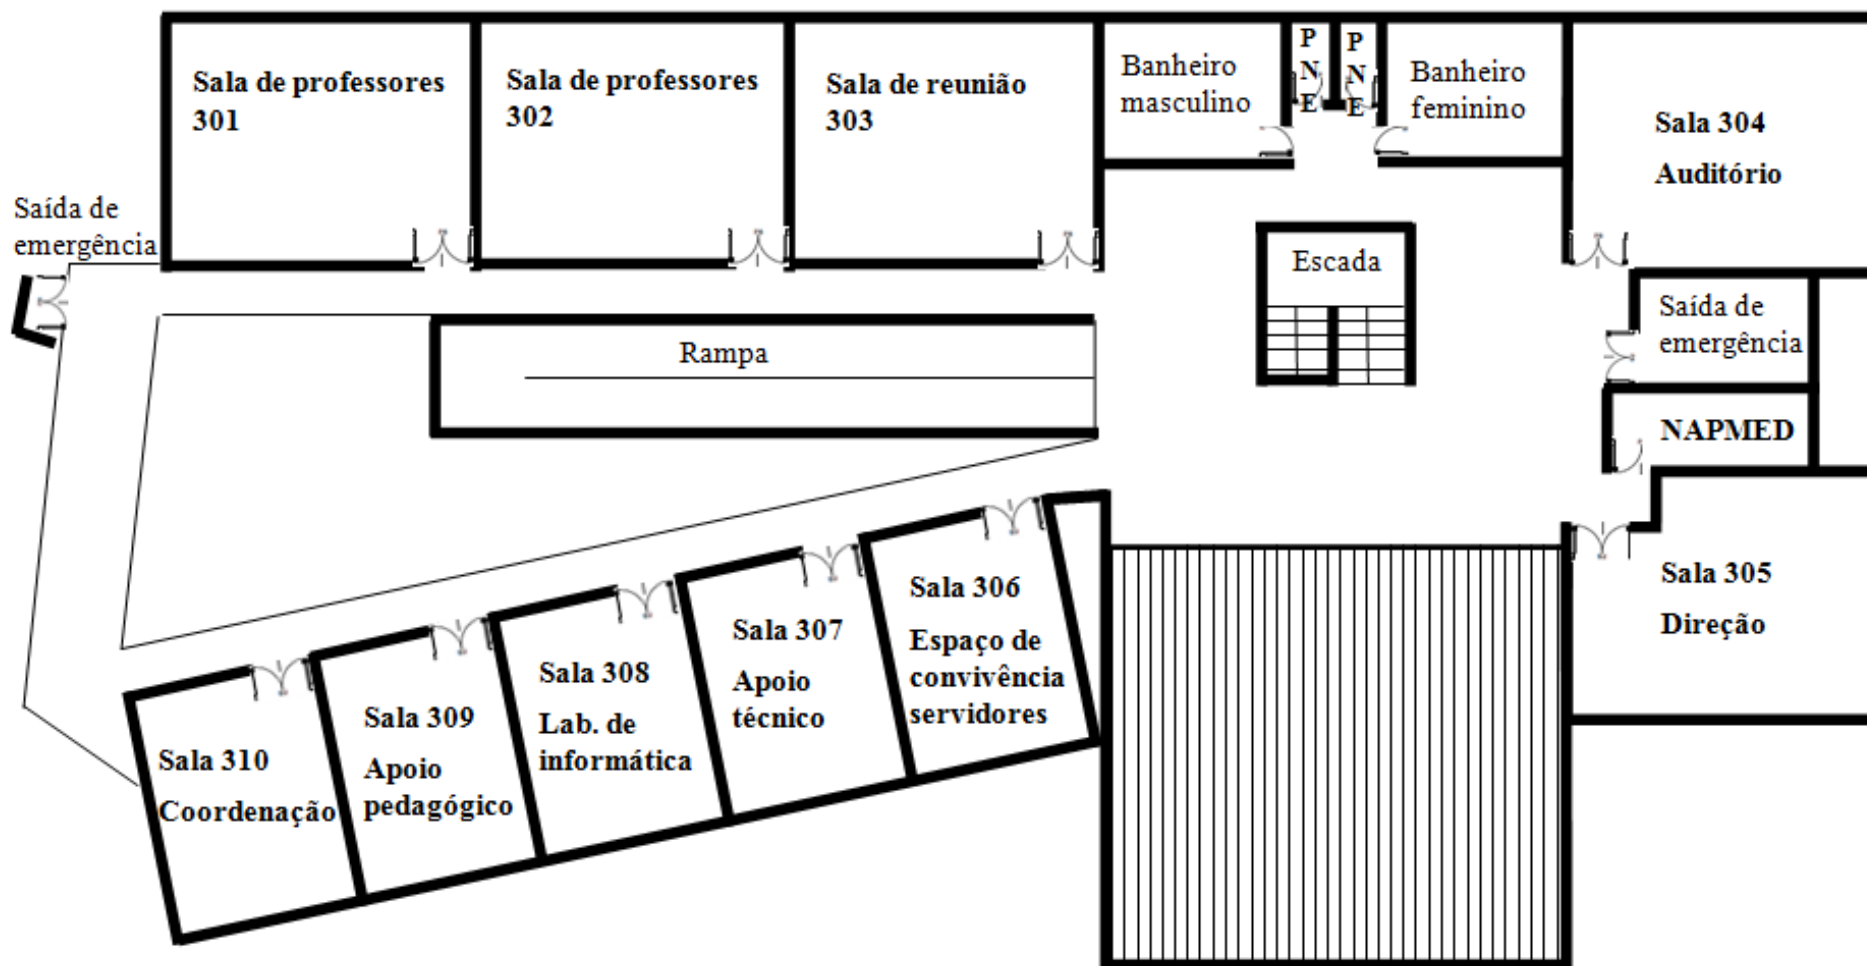 Sala de professores
301
Sala de professores
302
Sala de reunião
303
Banheiro
masculino
P
N
E
P
N
E
Banheiro
feminino
Sala 304
Auditório
Saída de
emergência
Escada
Saída de
emergência
Rampa
NAPMED
Sala 305
Direção
Sala 306
Espaço de
convivência
servidores
Sala 307
Apoio
técnico
Sala 308
Lab. de
informática
Sala 309
Apoio
pedagógico
Sala 310
Coordenação